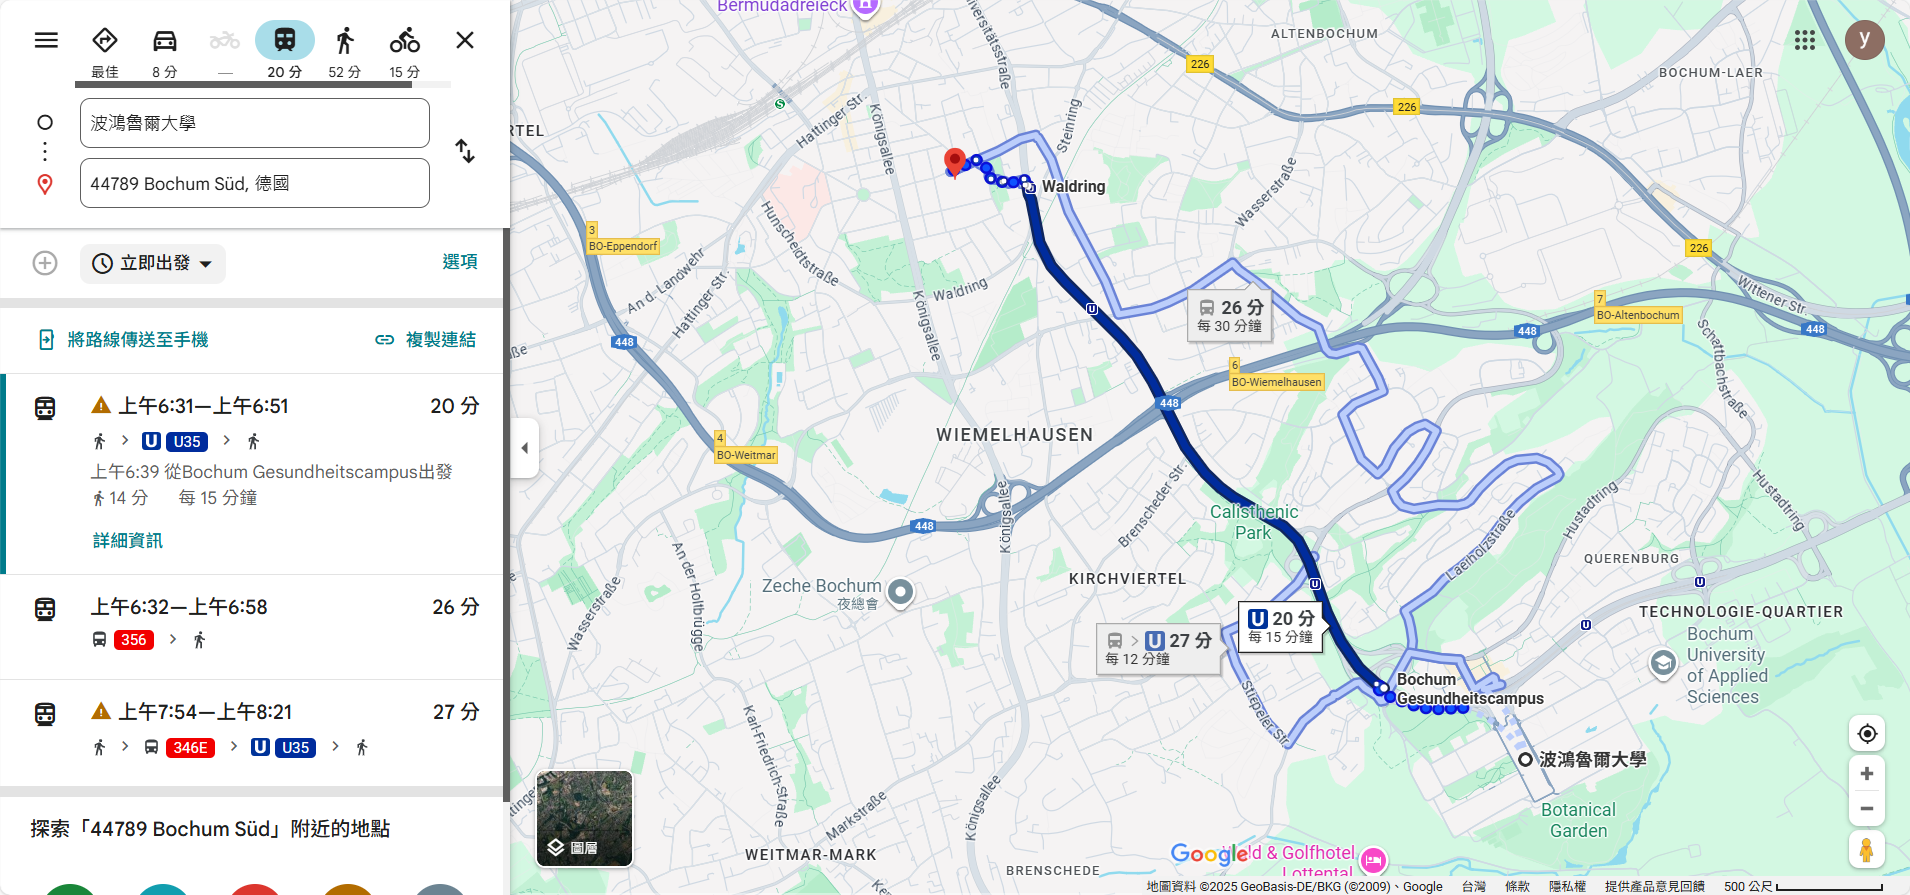 最佳
8 分
—
20 分
52 分
15 分
波鴻魯爾大學
44789 Bochum Süd, 德國
立即出發
選項
將路線傳送至手機
複製連結
上午6:31—上午6:51
20 分
U U35
上午6:39 從Bochum Gesundheitscampus出發
14 分 每 15 分鐘
詳細資訊
上午6:32—上午6:58
26 分
356
上午7:54—上午8:21
27 分
346E U U35
探索「44789 Bochum Süd」附近的地點
圖層
Bermudadreieck
ALTENBOCHUM
BOCHUM-LAER
y
226
226
226
Hattinger Str.
Königsallee
Steinring
Wasserstraße
Waldring
3
BO-Eppendorf
Hunscheidtstraße
An d. Landwehr
Hattinger Str.
Waldring
Königsallee
26 分
每 30 分鐘
7
BO-Altenbochum
Wittener Str.
448
448
448
448
448
6
BO-Wiemelhausen
Schattbachstraße
4
BO-Weitmar
WIEMELHAUSEN
Königsallee
Brenscheder Str.
Calisthenic
Park
Hustadtring
Hustadtring
Laerholzstraße
QUERENBURG
An der Holtbrügge
Wasserstraße
Zeche Bochum
夜總會
KIRCHVIERTEL
TECHNOLOGIE-QUARTIER
U 20 分
每 15 分鐘
U 27 分
每 12 分鐘
Bochum
University
of Applied
Sciences
Bochum
Gesundheitscampus
Stiepeler Str.
波鴻魯爾大學
Karl-Friedrich-Straße
Markstraße
Königsallee
Botanical
Garden
WEITMAR-MARK
BRENSCHEDE
Google
& Golfhotel
Lottental
地圖資料 ©2025 GeoBasis-DE/BKG (©2009)、Google
台灣
條款
隱私權
提供產品意見回饋
500 公尺